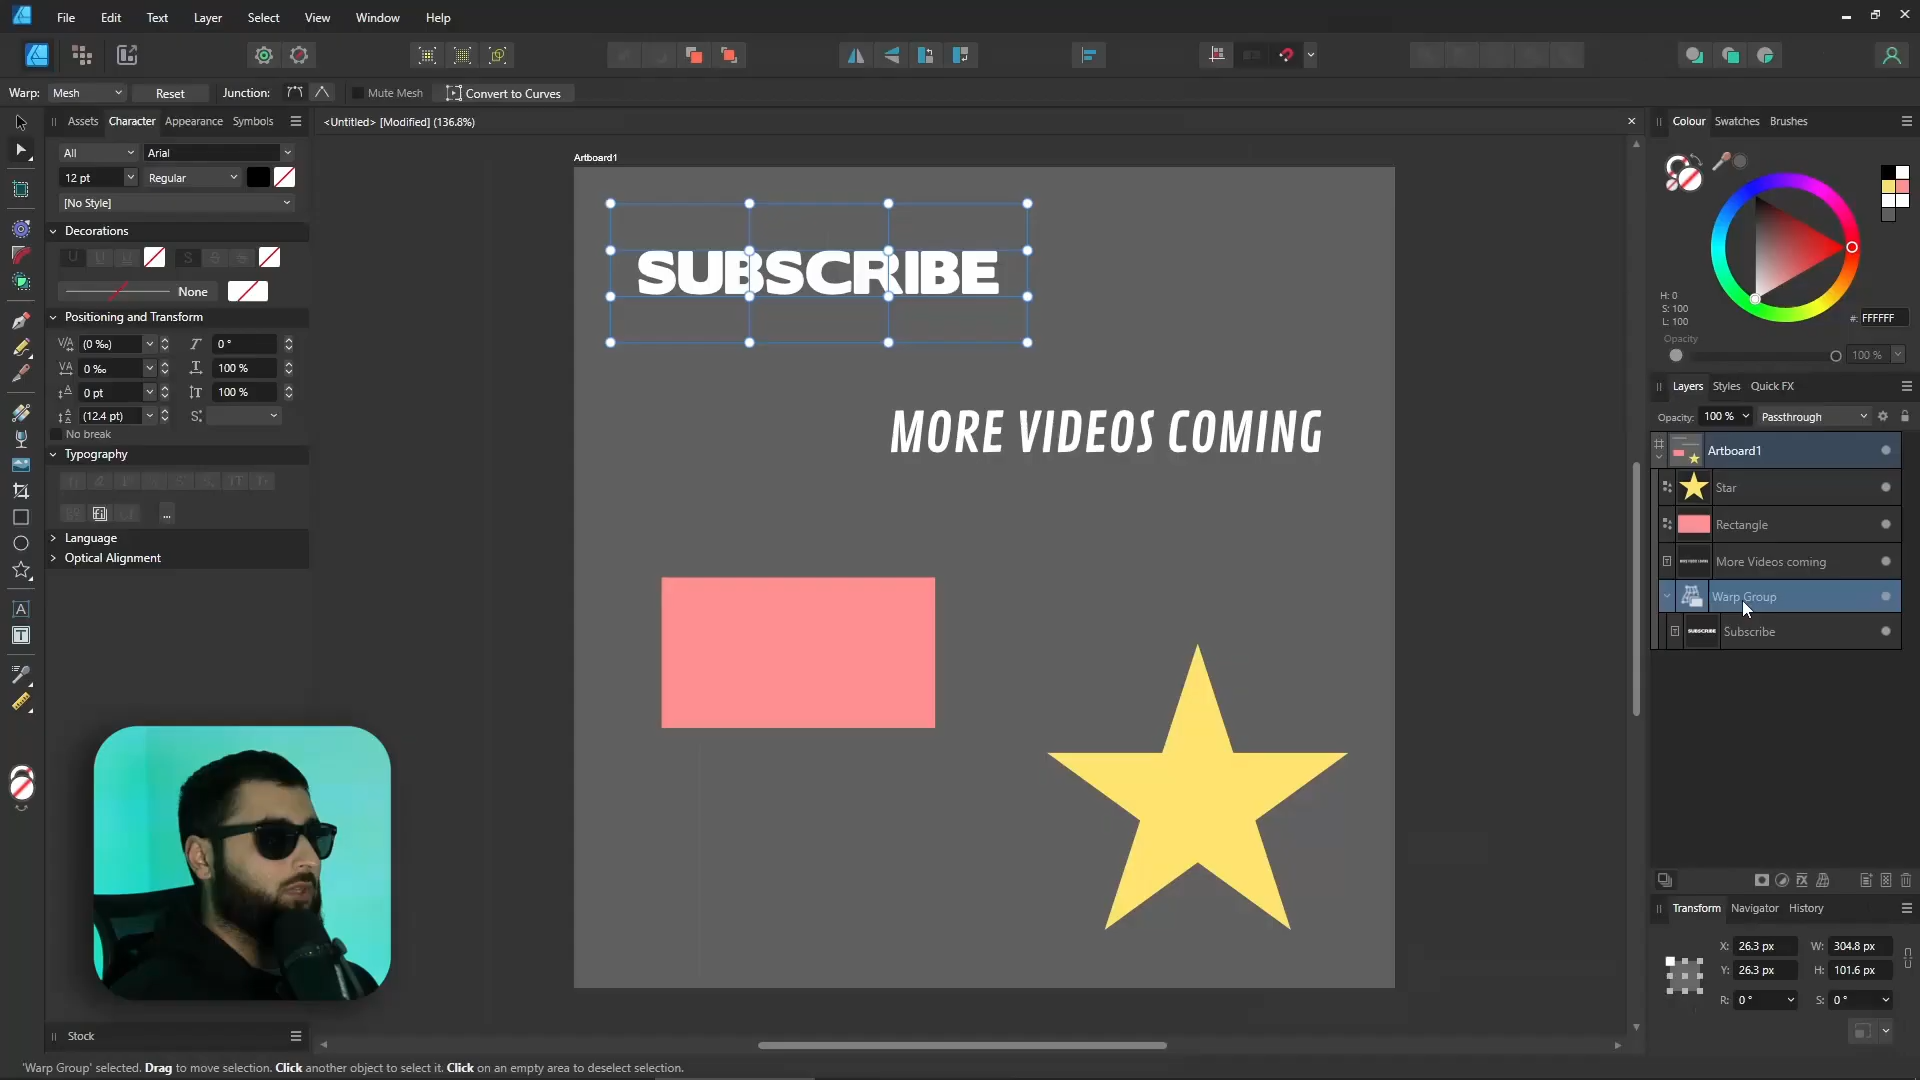 File Edit Text Layer Select View Window Help
Warp: Mesh Reset Junction: Mute Mesh Convert to Curves
Assets Character Appearance Symbols
<Untitled> [Modified] (136.8%)
Colour Swatches Brushes
All Arial
12 pt Regular
[No Style]
Decorations
None
Positioning and Transform
(0 ‰) 0 °
0 ‰ 100 %
0 pt 100 %
(12.4 pt)
No break
Typography
...
Language
Optical Alignment
Artboard1
SUBSCRIBE
MORE VIDEOS COMING
H: 0
S: 100
L: 100
#: FFFFFF
Opacity
100 %
Layers Styles Quick FX
Opacity: 100 % Passthrough
Artboard1
Star
Rectangle
More Videos coming
Warp Group
Subscribe
Transform Navigator History
X: 26.3 px W: 304.8 px
Y: 26.3 px H: 101.6 px
R: 0 ° S: 0 °
Stock
'Warp Group' selected. Drag to move selection. Click another object to select it. Click on an empty area to deselect selection.